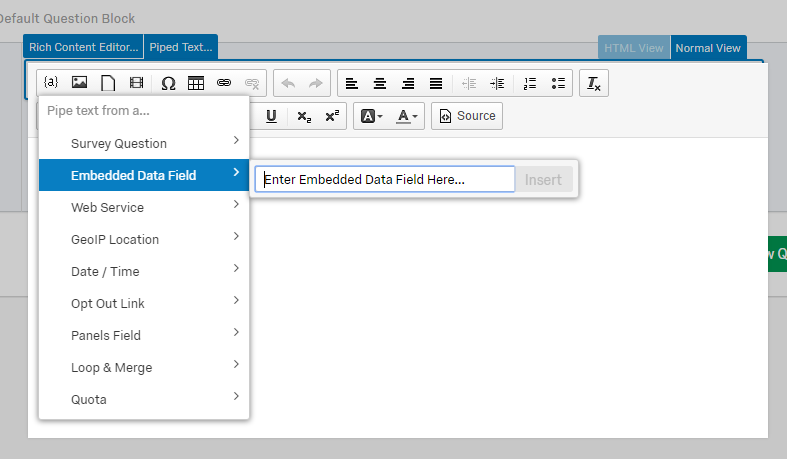 Default Question Block
Rich Content Editor... Piped Text... HTML View Normal View
{a} Ω
U x₂ x² A A Source
Pipe text from a...
Survey Question
Embedded Data Field
Enter Embedded Data Field Here... Insert
Web Service
GeoIP Location
w Q
Date / Time
Opt Out Link
Panels Field
Loop & Merge
Quota